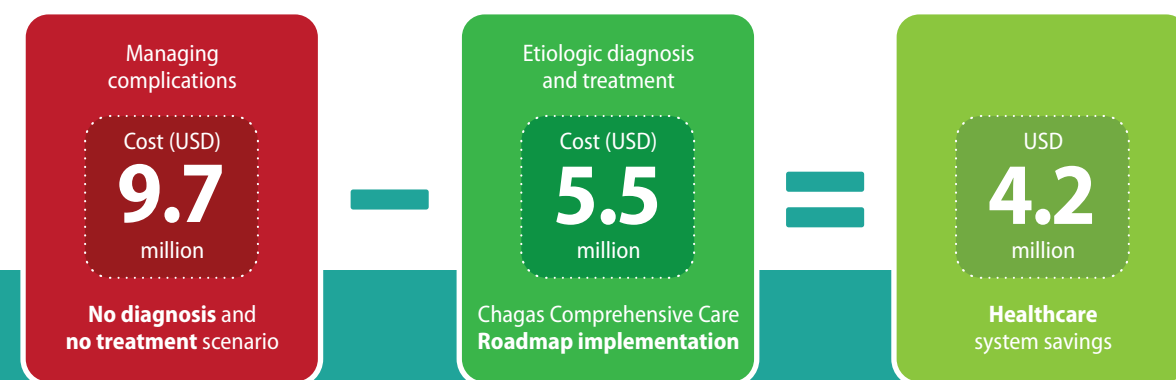 Managing
complications
Cost (USD)
9.7
million
No diagnosis and
no treatment scenario
Etiologic diagnosis
and treatment
Cost (USD)
5.5
million
Chagas Comprehensive Care
Roadmap implementation
USD
4.2
million
Healthcare
system savings